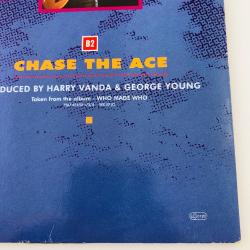 B2
CHASE THE ACE
DUCED BY HARRY VANDA & GEORGE YOUNG
Taken from the album - WHO MADE WHO